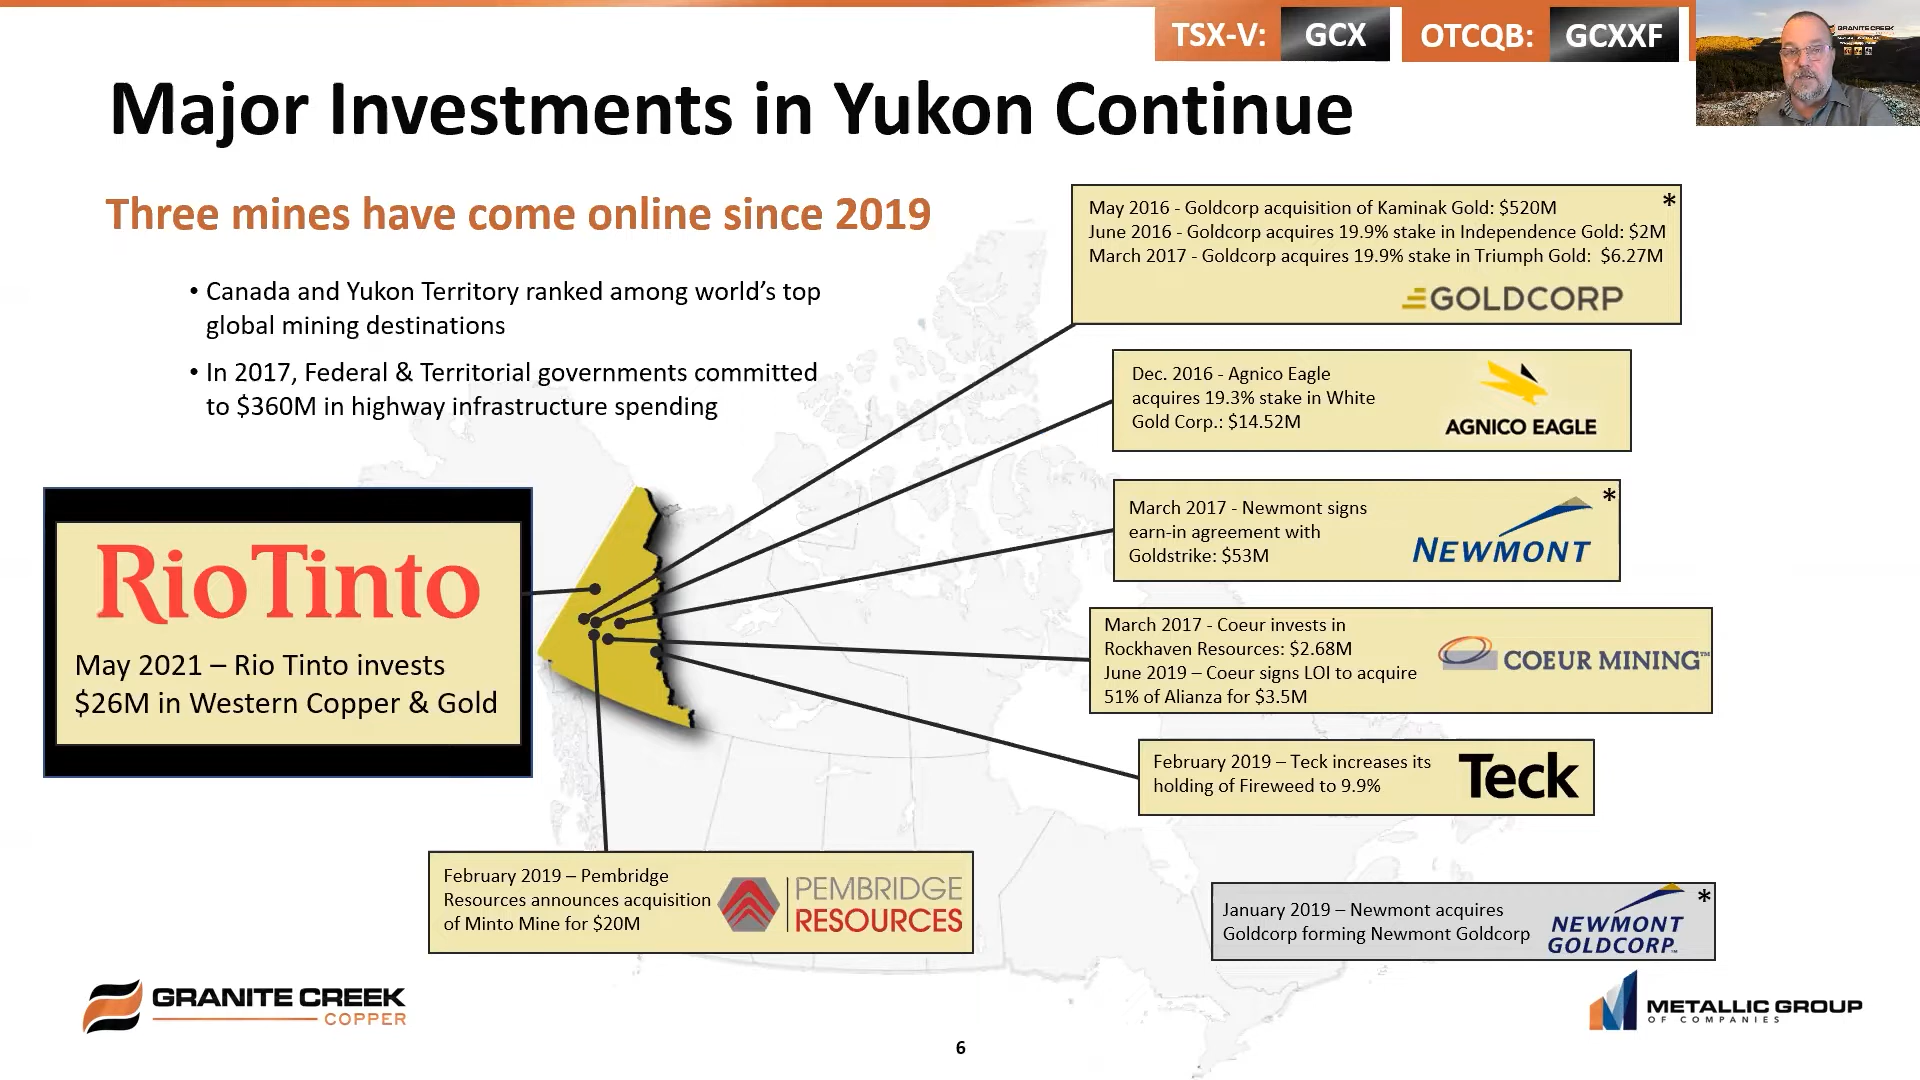 TSX-V: GCX OTCQB: GCXXF
GRANITE CREEK
Major Investments in Yukon Continue
Three mines have come online since 2019
• Canada and Yukon Territory ranked among world’s top
global mining destinations
• In 2017, Federal & Territorial governments committed
to $360M in highway infrastructure spending
*
May 2016 - Goldcorp acquisition of Kaminak Gold: $520M
June 2016 - Goldcorp acquires 19.9% stake in Independence Gold: $2M
March 2017 - Goldcorp acquires 19.9% stake in Triumph Gold: $6.27M
GOLDCORP
Dec. 2016 - Agnico Eagle
acquires 19.3% stake in White
Gold Corp.: $14.52M
AGNICO EAGLE
*
March 2017 - Newmont signs
earn-in agreement with
Goldstrike: $53M
NEWMONT
RioTinto
May 2021 – Rio Tinto invests
$26M in Western Copper & Gold
March 2017 - Coeur invests in
Rockhaven Resources: $2.68M
June 2019 – Coeur signs LOI to acquire
51% of Alianza for $3.5M
COEUR MINING™
February 2019 – Teck increases its
holding of Fireweed to 9.9%
Teck
February 2019 – Pembridge
Resources announces acquisition
of Minto Mine for $20M
PEMBRIDGE
RESOURCES
*
January 2019 – Newmont acquires
Goldcorp forming Newmont Goldcorp
NEWMONT
GOLDCORP™
GRANITE CREEK
COPPER
METALLIC GROUP
OF COMPANIES
6